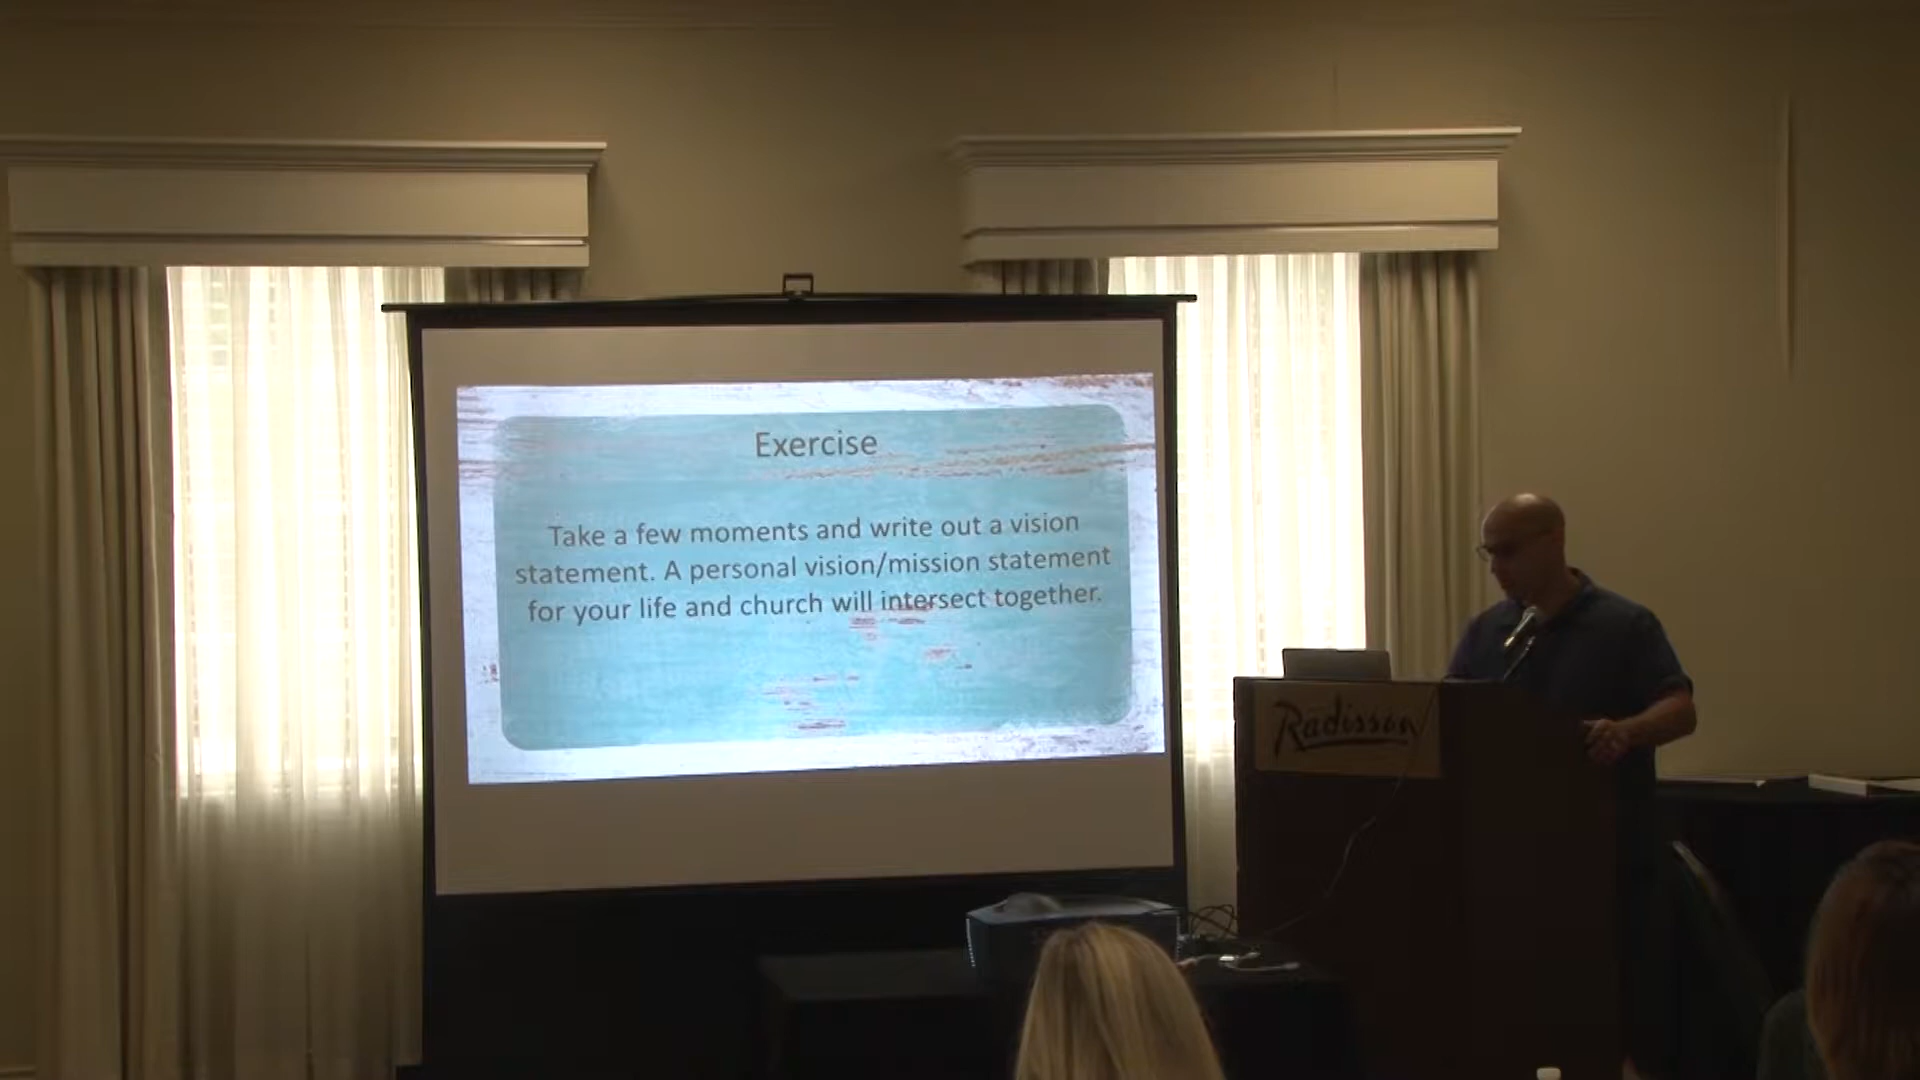 Exercise
Take a few moments and write out a vision
statement. A personal vision/mission statement
for your life and church will intersect together.
Radisson